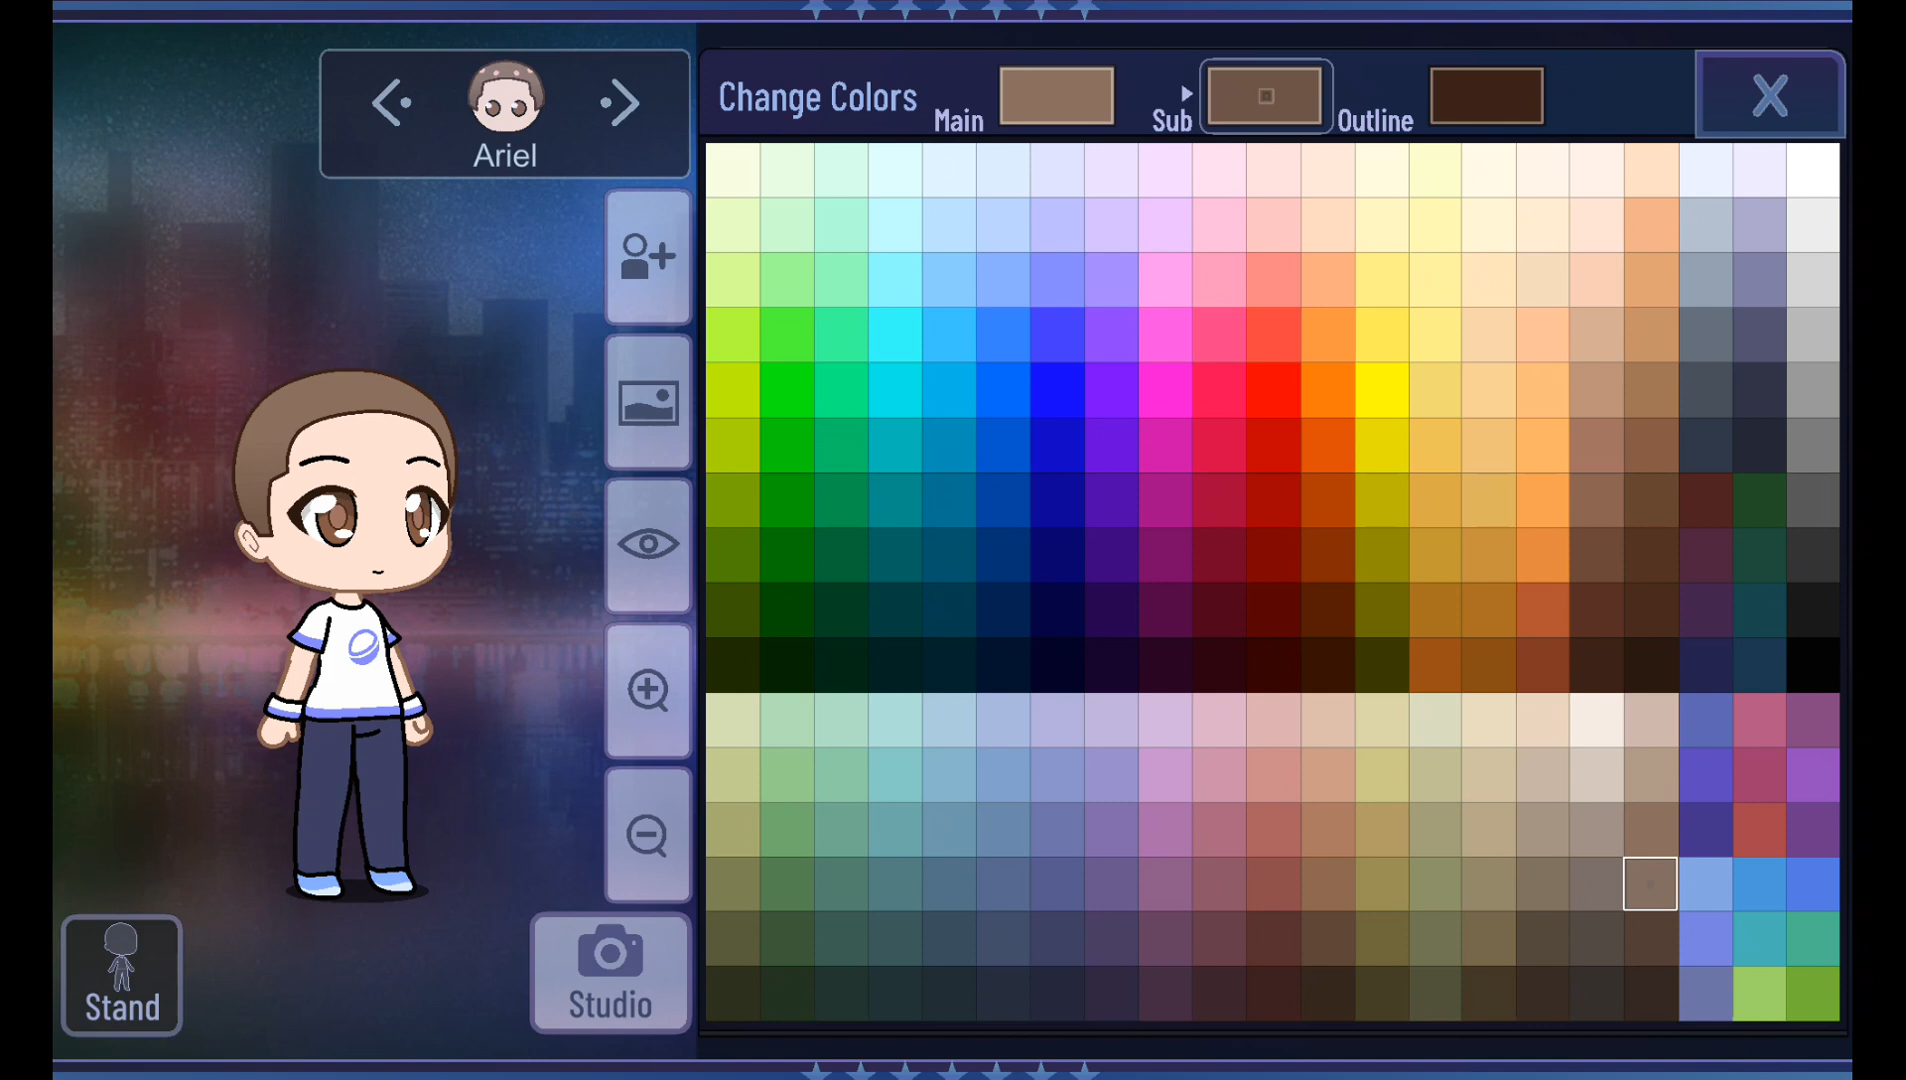 Ariel
Change Colors
Main
Sub
Outline
X
Stand
Studio